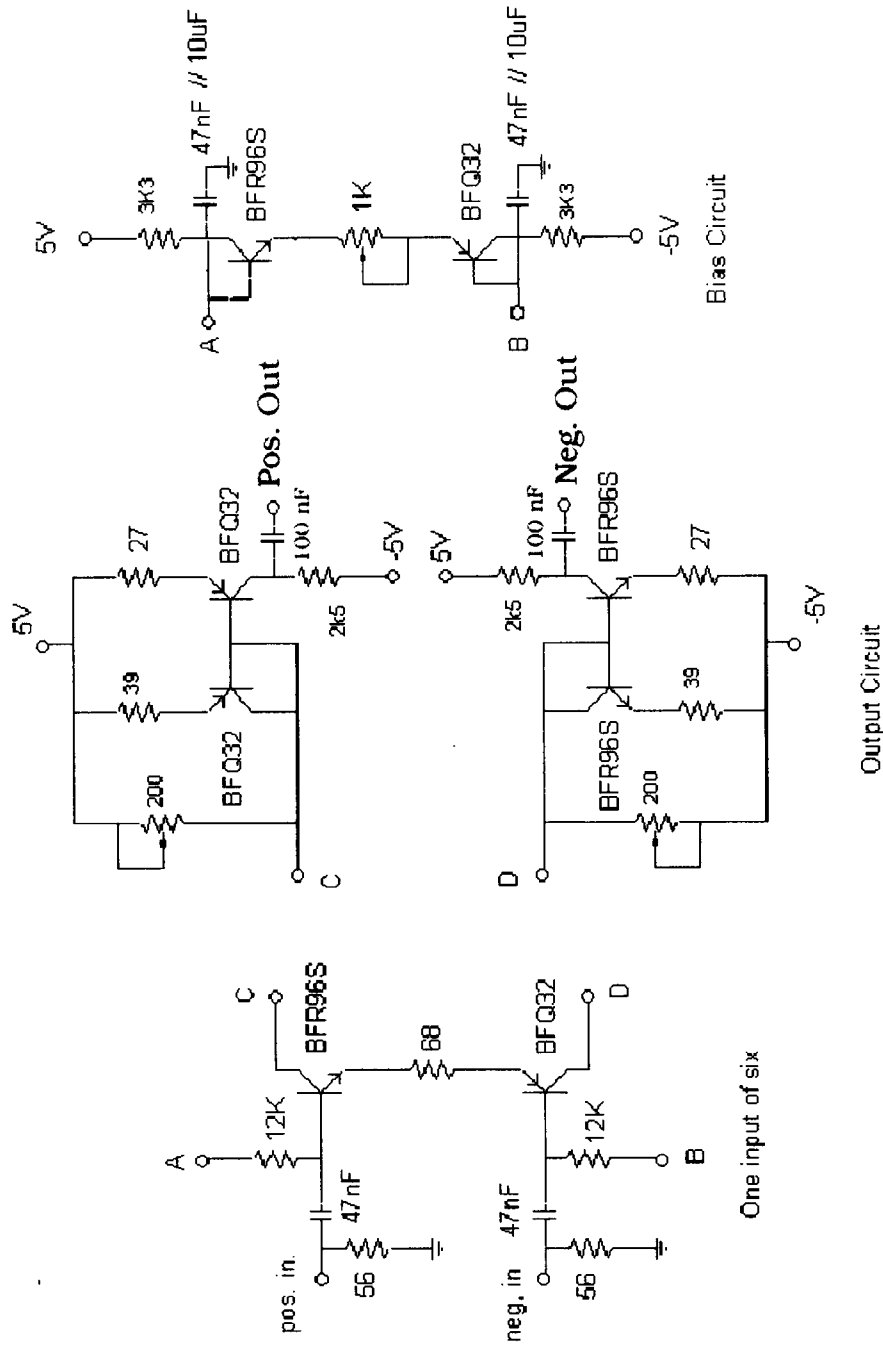 pos. in.
56
47nF
A
12K
C
BFR96S
68
neg. in
56
47nF
12K
B
BFQ32
D
One input of six
5V
200
39
27
BFQ32
BFQ32
C
100 nF
Pos. Out
2k5
-5V
5V
2k5
100 nF
Neg. Out
D
BFR96S
BFR96S
200
39
27
-5V
Output Circuit
5V
3K3
47nF // 10uF
A
BFR96S
1K
BFQ32
B
47nF // 10uF
3K3
-5V
Bias Circuit